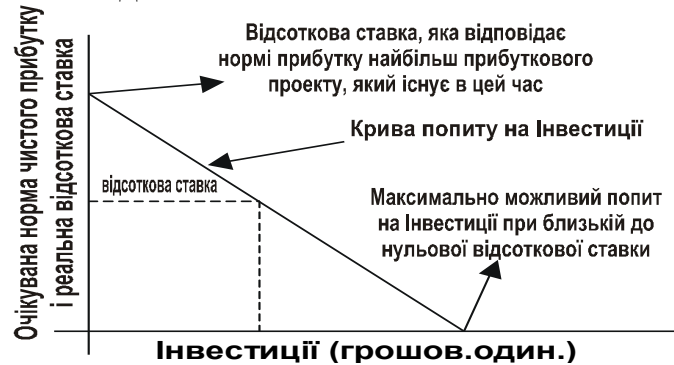 Очікувана норма чистого прибутку
і реальна відсоткова ставка
Відсоткова ставка, яка відповідає
нормі прибутку найбільш прибуткового
проекту, який існує в цей час
Крива попиту на Інвестиції
відсоткова ставка
Максимально можливий попит
на Інвестиції при близькій до
нульової відсоткової ставки
Інвестиції (грошов.один.)